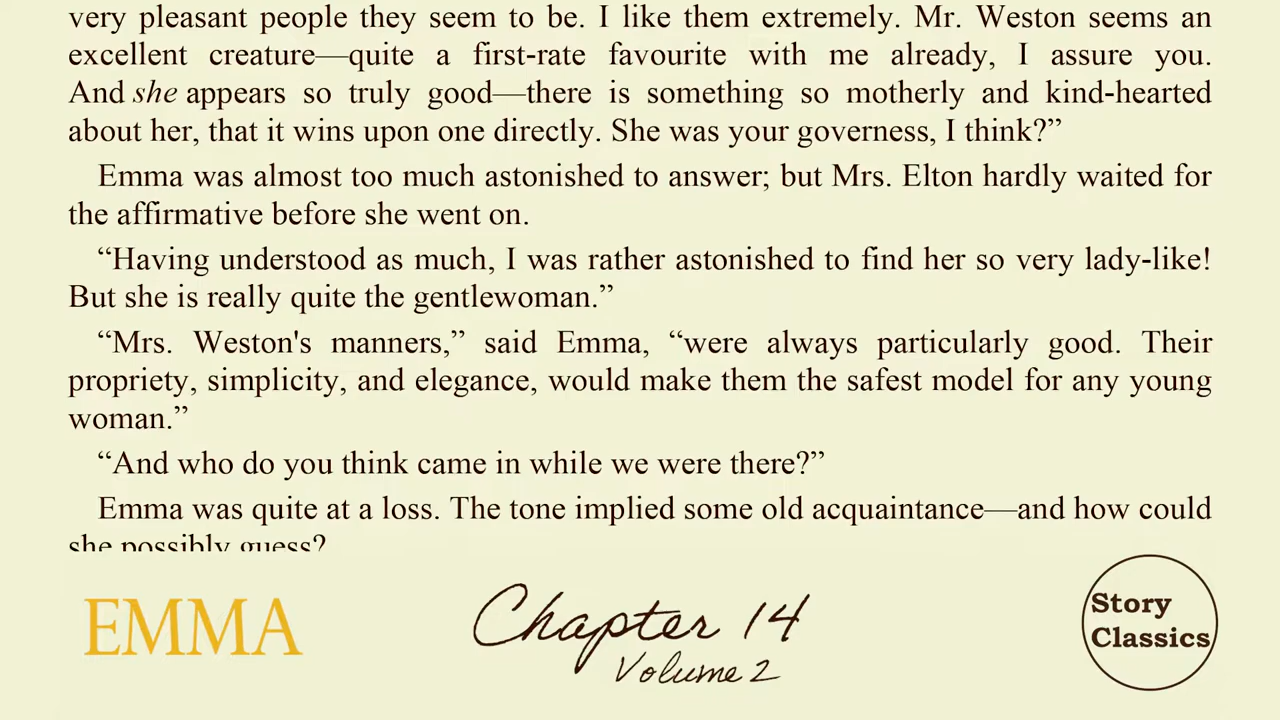 very pleasant people they seem to be. I like them extremely. Mr. Weston seems an
excellent creature—quite a first-rate favourite with me already, I assure you.
And she appears so truly good—there is something so motherly and kind-hearted
about her, that it wins upon one directly. She was your governess, I think?”
Emma was almost too much astonished to answer; but Mrs. Elton hardly waited for
the affirmative before she went on.
“Having understood as much, I was rather astonished to find her so very lady-like!
But she is really quite the gentlewoman.”
“Mrs. Weston's manners,” said Emma, “were always particularly good. Their
propriety, simplicity, and elegance, would make them the safest model for any young
woman.”
“And who do you think came in while we were there?”
Emma was quite at a loss. The tone implied some old acquaintance—and how could
she possibly guess?
EMMA
Chapter 14
Volume 2
Story
Classics